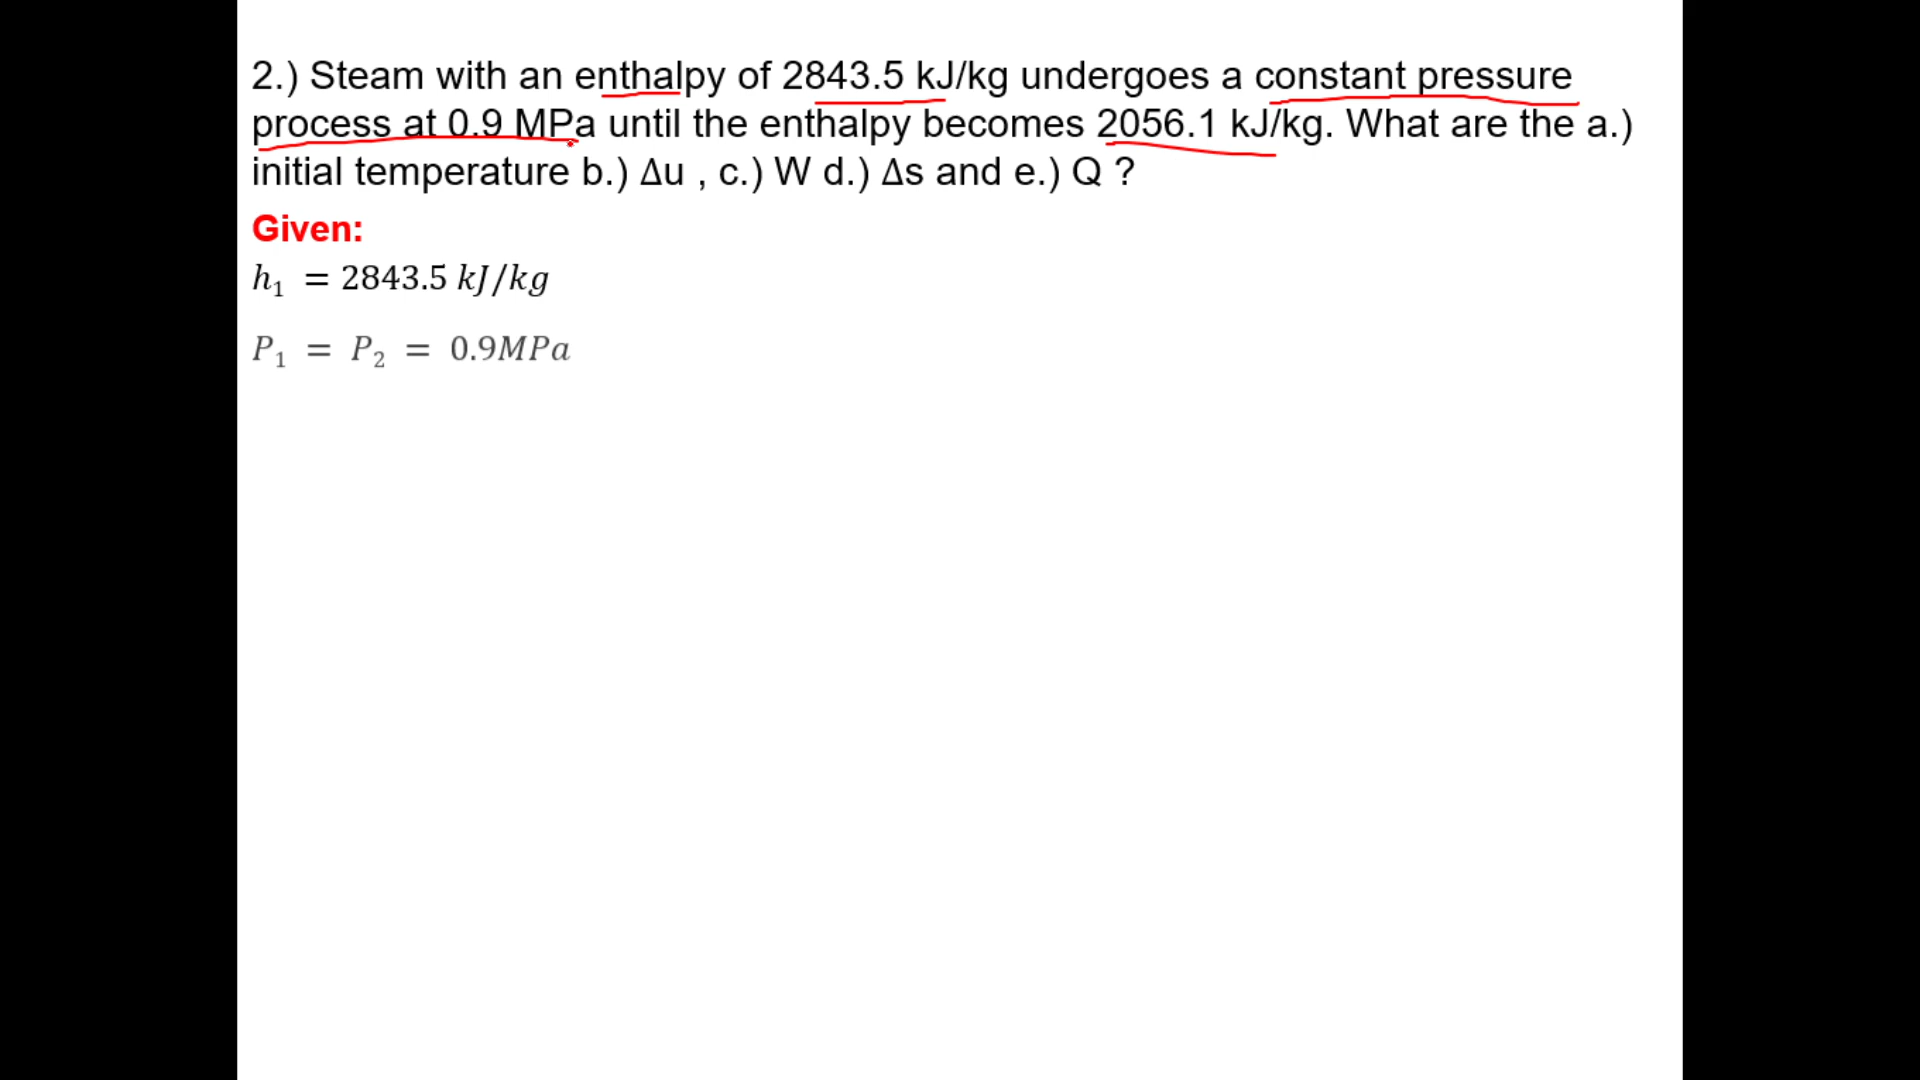 2.) Steam with an enthalpy of 2843.5 kJ/kg undergoes a constant pressure
process at 0.9 MPa until the enthalpy becomes 2056.1 kJ/kg. What are the a.)
initial temperature b.) Δu , c.) W d.) Δs and e.) Q ?
Given:
h₁ = 2843.5 kJ/kg
P₁ = P₂ = 0.9MPa